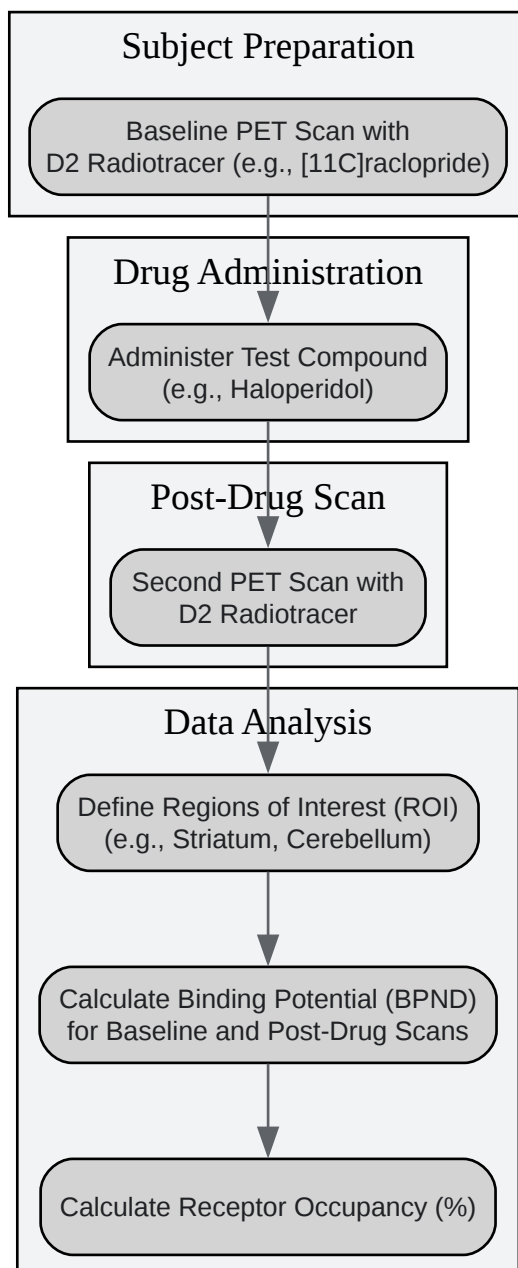 Subject Preparation
Baseline PET Scan with
D2 Radiotracer (e.g., [11C]raclopride)
Drug Administration
Administer Test Compound
(e.g., Haloperidol)
Post-Drug Scan
Second PET Scan with
D2 Radiotracer
Data Analysis
Define Regions of Interest (ROI)
(e.g., Striatum, Cerebellum)
Calculate Binding Potential (BPND)
for Baseline and Post-Drug Scans
Calculate Receptor Occupancy (%)